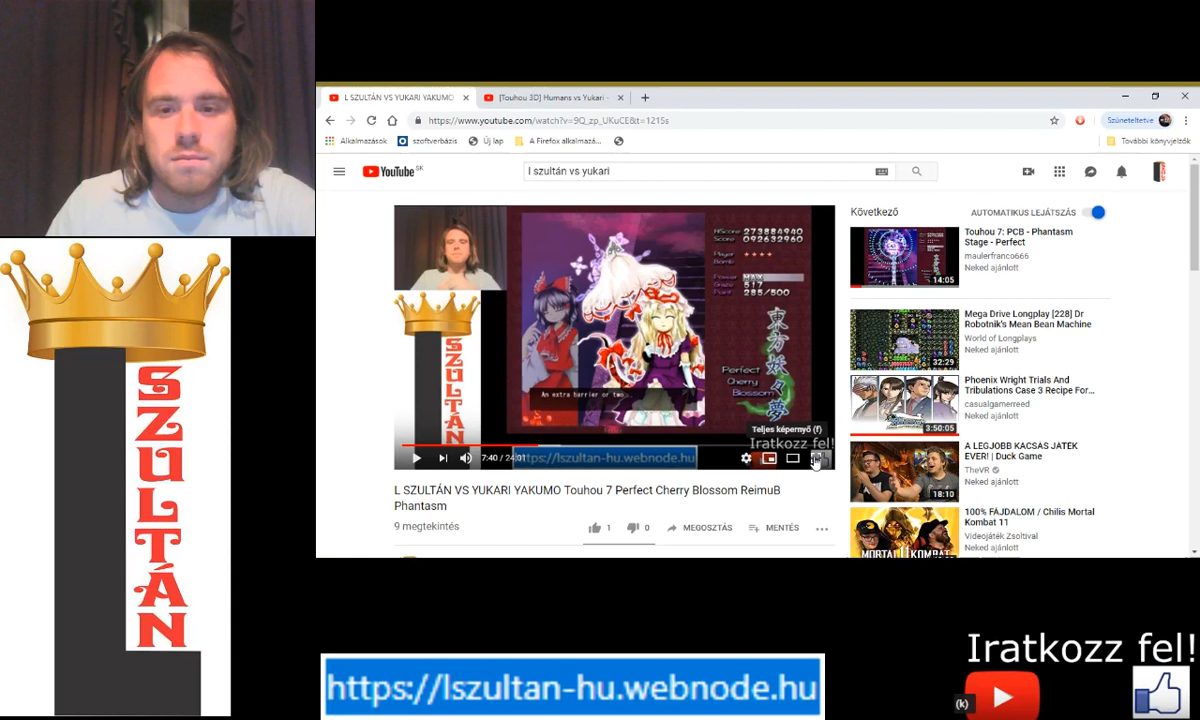 L SZULTÁN VS YUKARI YAKUMO
[Touhou 3D] Humans vs Yukari -
https://www.youtube.com/watch?v=9Q_zp_UKuCE&t=1215s
Szüneteltetve
Alkalmazások
szoftverbázis
Új lap
A Firefox alkalmazá...
További könyvjelzők
YouTube SK
l szultán vs yukari
SZULTÁN
HiScore 273884940
Score 092632960
Player
Bomb
Power MAX
Graze 517
Point 285/500
東方妖々夢
Perfect
Cherry
Blossom
An extra barrier or two...
SZULTÁN
Teljes képernyő (f)
Iratkozz fel!
7:40 / 24:01
https://lszultan-hu.webnode.hu
L SZULTÁN VS YUKARI YAKUMO Touhou 7 Perfect Cherry Blossom ReimuB
Phantasm
9 megtekintés
1
0
MEGOSZTÁS
MENTÉS
Következő
AUTOMATIKUS LEJÁTSZÁS
Touhou 7: PCB - Phantasm
Stage - Perfect
maulerfranco666
Neked ajánlott
14:05
Mega Drive Longplay [228] Dr
Robotnik's Mean Bean Machine
World of Longplays
Neked ajánlott
32:29
Phoenix Wright Trials And
Tribulations Case 3 Recipe For...
casualgamerreed
Neked ajánlott
3:50:05
A LEGJOBB KACSÁS JÁTÉK
EVER! | Duck Game
TheVR
Neked ajánlott
18:10
100% FÁJDALOM / Chilis Mortal
Kombat 11
Videojáték Zsoltival
Neked ajánlott
MORTAL KOMBAT
https://lszultan-hu.webnode.hu
Iratkozz fel!
(k)